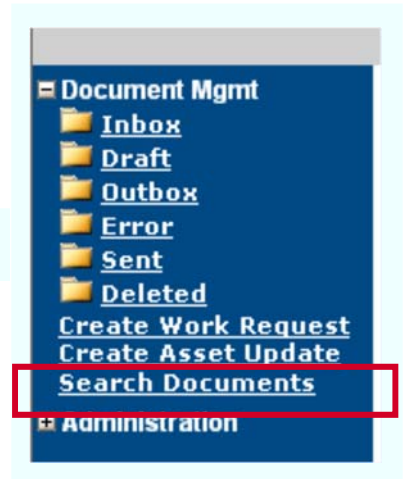 Document Mgmt
Inbox
Draft
Outbox
Error
Sent
Deleted
Create Work Request
Create Asset Update
Search Documents
Administration